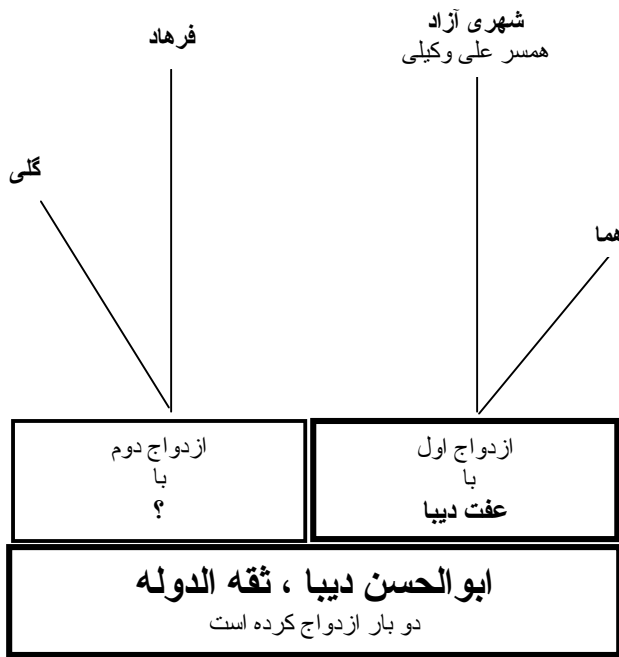 شهری آزاد
همسر علی وکیلی
فرهاد
گلی
هما
ازدواج اول
با
عفت دیبا
ازدواج دوم
با
؟
ابوالحسن دیبا ، ثقه الدوله
دو بار ازدواج کرده است